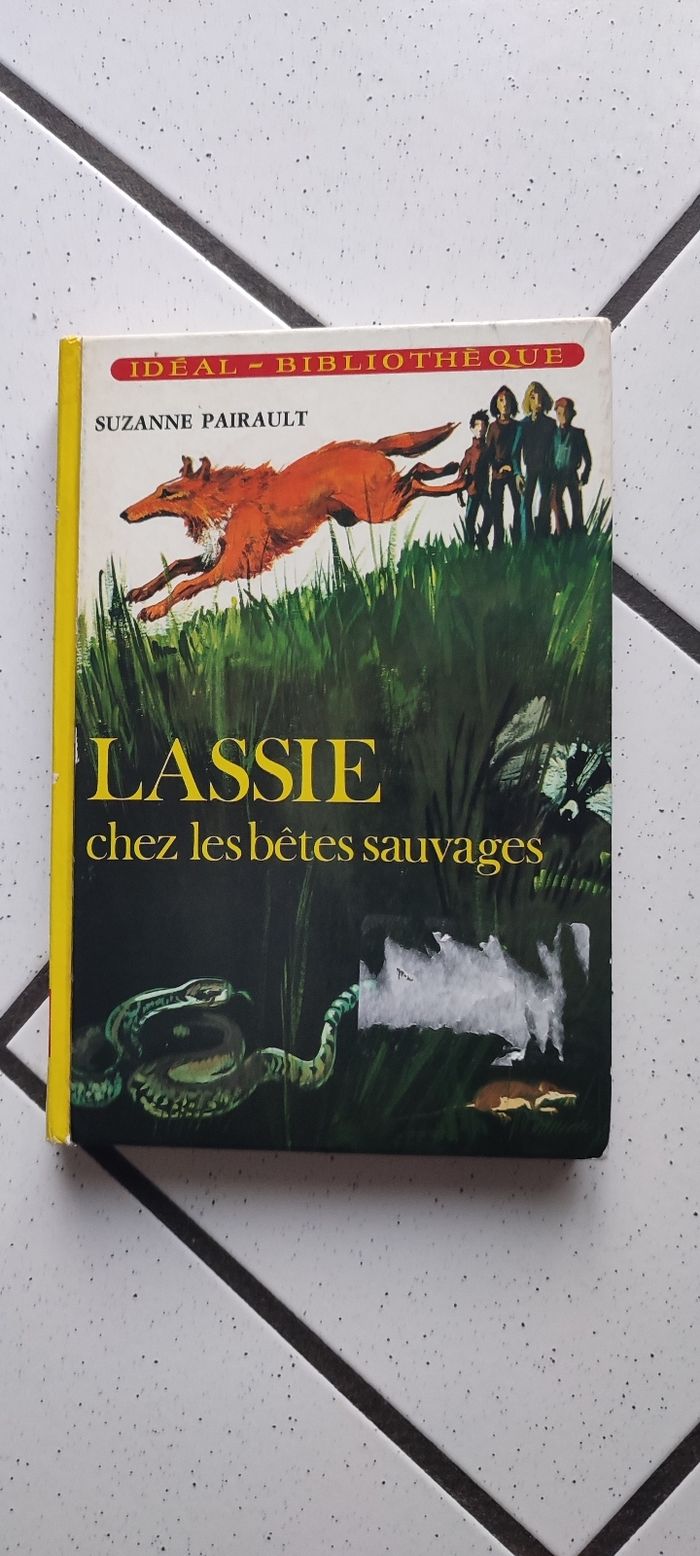 IDÉAL - BIBLIOTHÈQUE
SUZANNE PAIRAULT
LASSIE
chez les bêtes sauvages